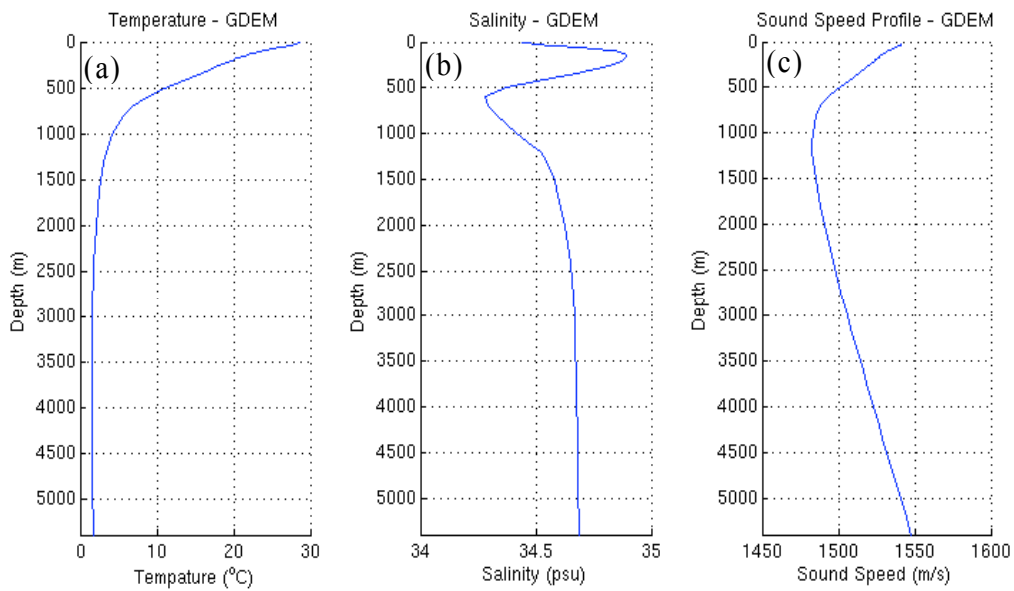 Temperature - GDEM
(a)
0
500
1000
1500
2000
2500
3000
3500
4000
4500
5000
Depth (m)
0 10 20 30
Tempature (°C)
Salinity - GDEM
(b)
0
500
1000
1500
2000
2500
3000
3500
4000
4500
5000
Depth (m)
34 34.5 35
Salinity (psu)
Sound Speed Profile - GDEM
(c)
0
500
1000
1500
2000
2500
3000
3500
4000
4500
5000
Depth (m)
1450 1500 1550 1600
Sound Speed (m/s)